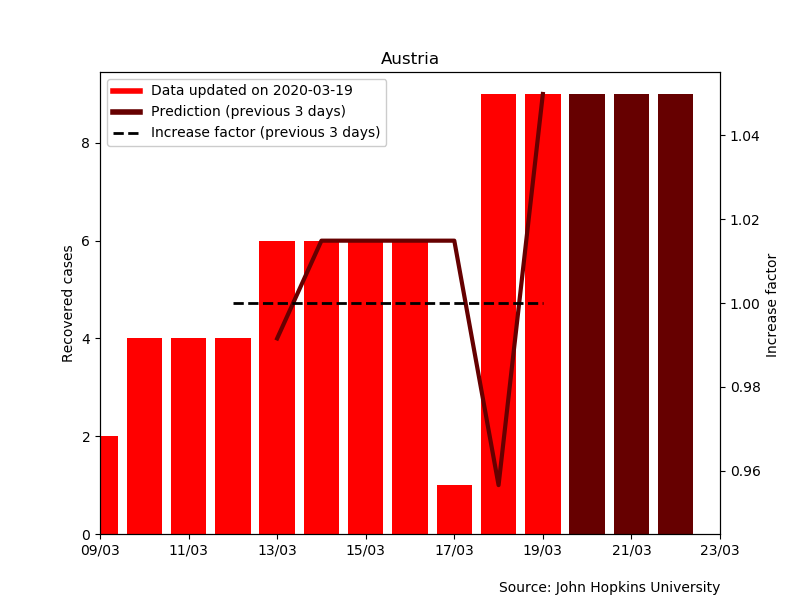 Austria
Data updated on 2020-03-19
Prediction (previous 3 days)
Increase factor (previous 3 days)
Recovered cases
8
6
4
2
0
1.04
1.02
1.00
0.98
0.96
Increase factor
09/03 11/03 13/03 15/03 17/03 19/03 21/03 23/03
Source: John Hopkins University